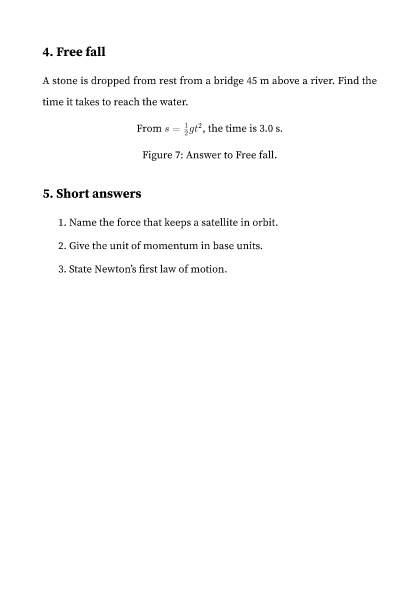 4. Free fall
A stone is dropped from rest from a bridge 45 m above a river. Find the
time it takes to reach the water.
From s = ½gt², the time is 3.0 s.
Figure 7: Answer to Free fall.
5. Short answers
1. Name the force that keeps a satellite in orbit.
2. Give the unit of momentum in base units.
3. State Newton’s first law of motion.